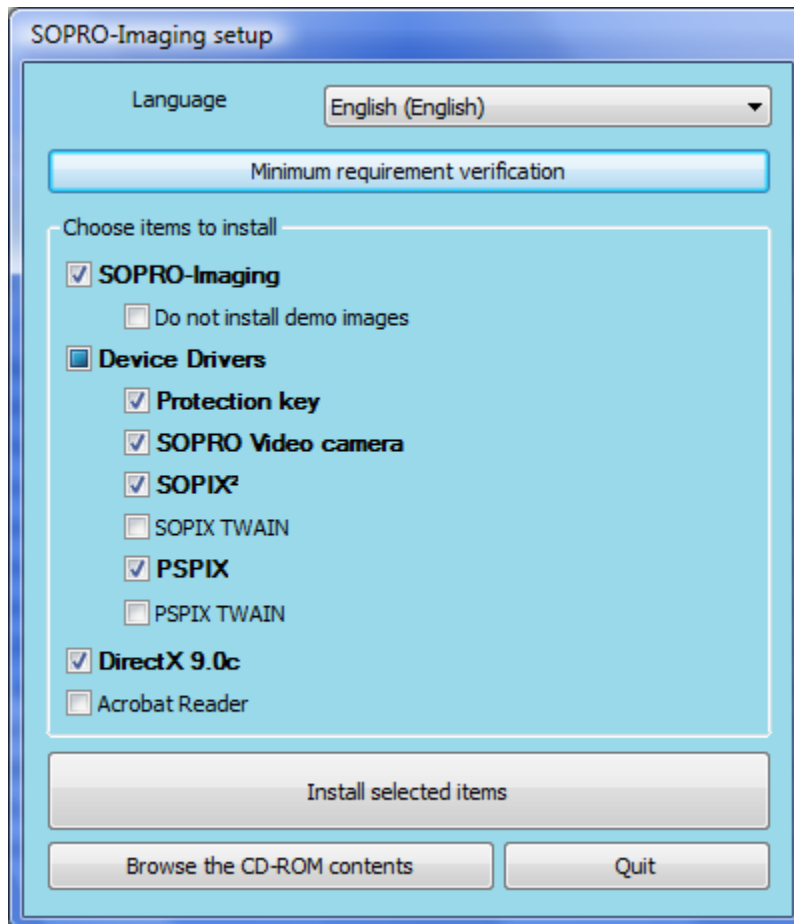 SOPRO-Imaging setup
Language
English (English)
Minimum requirement verification
Choose items to install
SOPRO-Imaging
Do not install demo images
Device Drivers
Protection key
SOPRO Video camera
SOPIX²
SOPIX TWAIN
PSPIX
PSPIX TWAIN
DirectX 9.0c
Acrobat Reader
Install selected items
Browse the CD-ROM contents
Quit